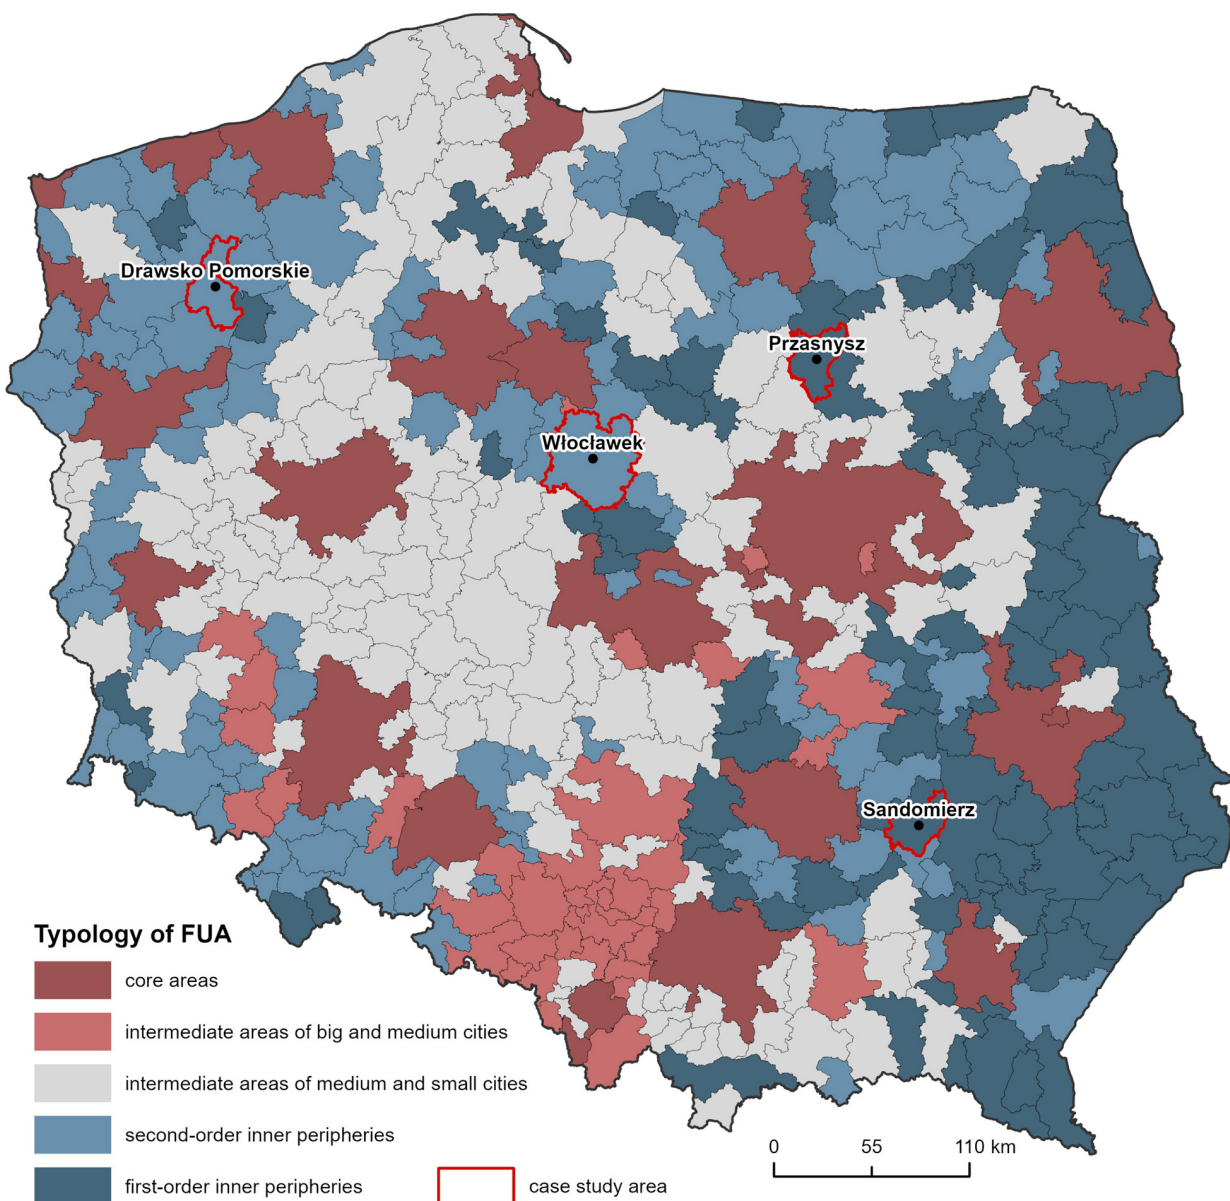 Drawsko Pomorskie
Przasnysz
Włocławek
Sandomierz
Typology of FUA
core areas
intermediate areas of big and medium cities
intermediate areas of medium and small cities
second-order inner peripheries
first-order inner peripheries
case study area
0 55 110 km